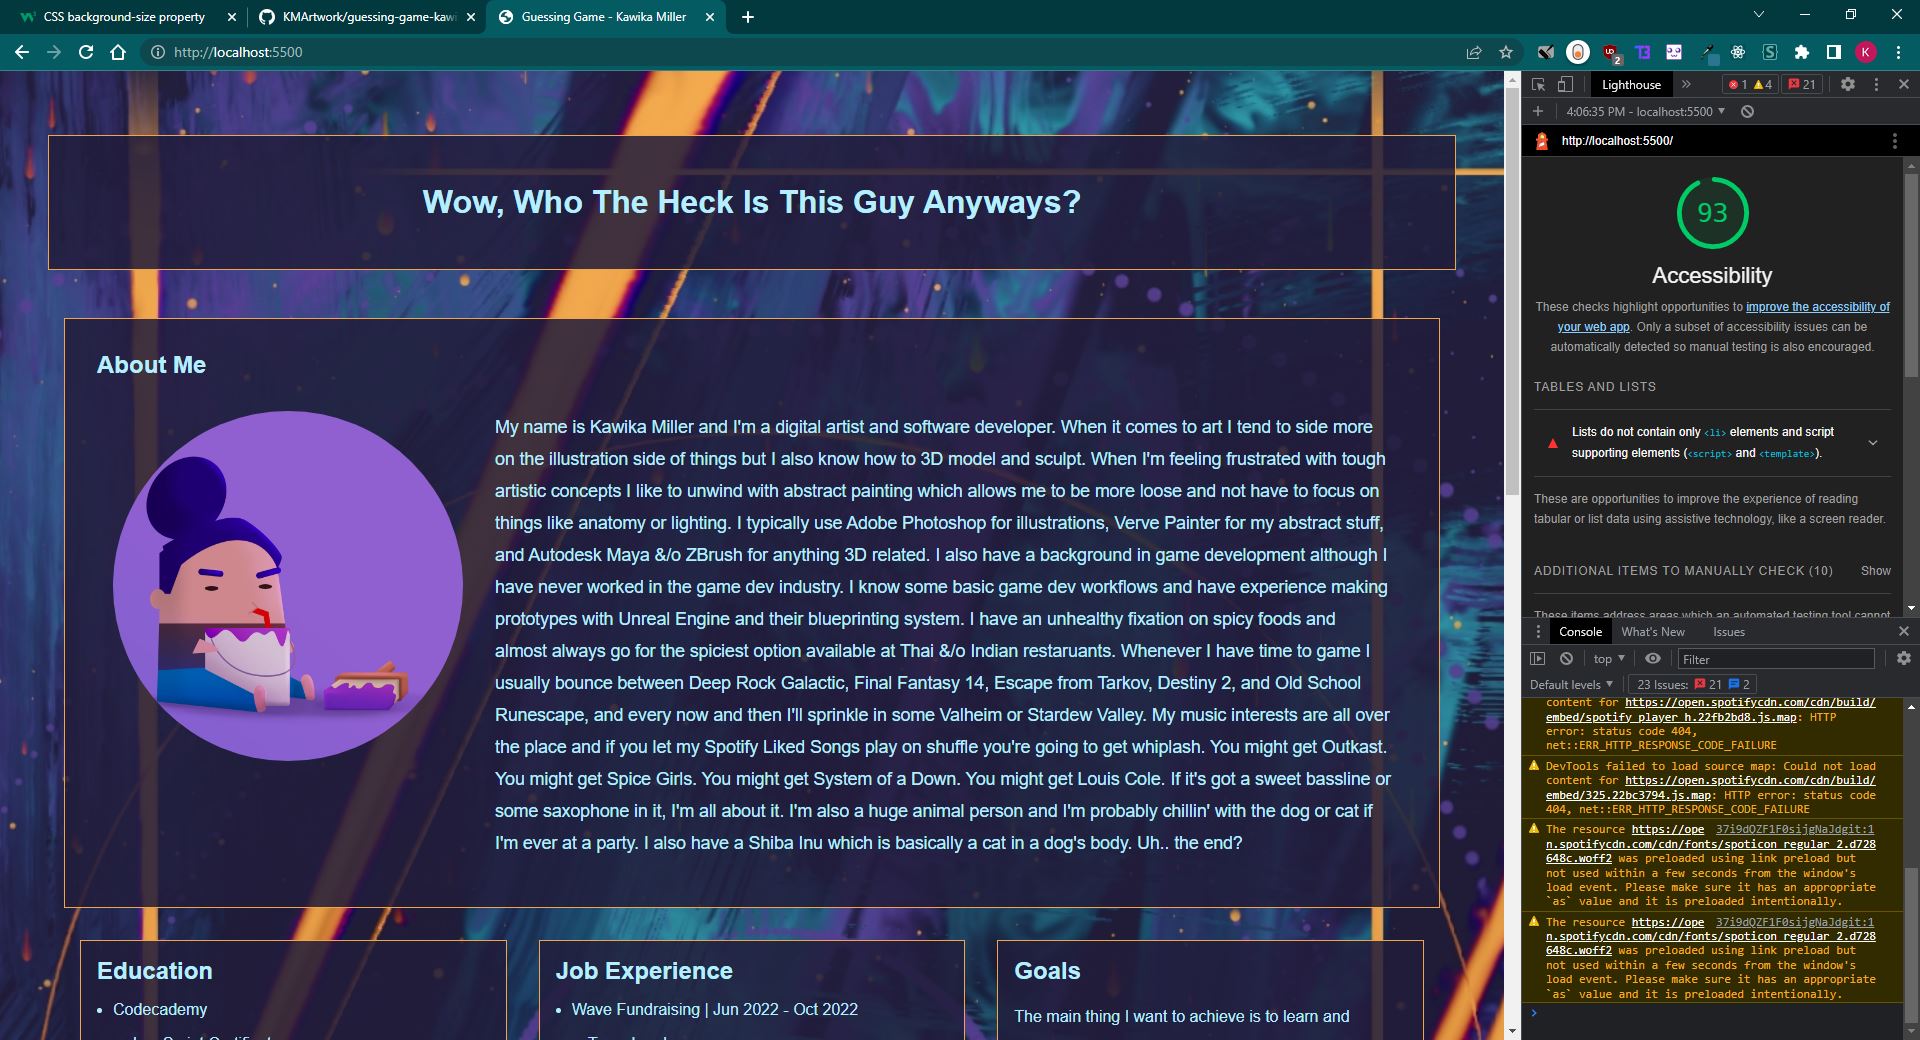 CSS background-size property
KMArtwork/guessing-game-kawi
Guessing Game - Kawika Miller
http://localhost:5500
2
K
Wow, Who The Heck Is This Guy Anyways?
About Me
My name is Kawika Miller and I'm a digital artist and software developer. When it comes to art I tend to side more
on the illustration side of things but I also know how to 3D model and sculpt. When I'm feeling frustrated with tough
artistic concepts I like to unwind with abstract painting which allows me to be more loose and not have to focus on
things like anatomy or lighting. I typically use Adobe Photoshop for illustrations, Verve Painter for my abstract stuff,
and Autodesk Maya &/o ZBrush for anything 3D related. I also have a background in game development although I
have never worked in the game dev industry. I know some basic game dev workflows and have experience making
prototypes with Unreal Engine and their blueprinting system. I have an unhealthy fixation on spicy foods and
almost always go for the spiciest option available at Thai &/o Indian restaruants. Whenever I have time to game I
usually bounce between Deep Rock Galactic, Final Fantasy 14, Escape from Tarkov, Destiny 2, and Old School
Runescape, and every now and then I'll sprinkle in some Valheim or Stardew Valley. My music interests are all over
the place and if you let my Spotify Liked Songs play on shuffle you're going to get whiplash. You might get Outkast.
You might get Spice Girls. You might get System of a Down. You might get Louis Cole. If it's got a sweet bassline or
some saxophone in it, I'm all about it. I'm also a huge animal person and I'm probably chillin' with the dog or cat if
I'm ever at a party. I also have a Shiba Inu which is basically a cat in a dog's body. Uh.. the end?
Education
Codecademy
Job Experience
Wave Fundraising | Jun 2022 - Oct 2022
Goals
The main thing I want to achieve is to learn and
Lighthouse
1 4 21
4:06:35 PM - localhost:5500
http://localhost:5500/
93
Accessibility
These checks highlight opportunities to improve the accessibility of
your web app. Only a subset of accessibility issues can be
automatically detected so manual testing is also encouraged.
TABLES AND LISTS
Lists do not contain only <li> elements and script
supporting elements (<script> and <template>).
These are opportunities to improve the experience of reading
tabular or list data using assistive technology, like a screen reader.
ADDITIONAL ITEMS TO MANUALLY CHECK (10) Show
These items address areas which an automated testing tool cannot
Console What's New Issues
top Filter
Default levels 23 Issues: 21 2
content for https://open.spotifycdn.com/cdn/build/
embed/spotify_player_h.22fb2bd8.js.map: HTTP
error: status code 404,
net::ERR_HTTP_RESPONSE_CODE_FAILURE
DevTools failed to load source map: Could not load
content for https://open.spotifycdn.com/cdn/build/
embed/325.22bc3794.js.map: HTTP error: status code
404, net::ERR_HTTP_RESPONSE_CODE_FAILURE
The resource https://ope 37i9dQZF1F0sijgNaJdgit:1
n.spotifycdn.com/cdn/fonts/spoticon_regular_2.d728
648c.woff2 was preloaded using link preload but
not used within a few seconds from the window's
load event. Please make sure it has an appropriate
`as` value and it is preloaded intentionally.
The resource https://ope 37i9dQZF1F0sijgNaJdgit:1
n.spotifycdn.com/cdn/fonts/spoticon_regular_2.d728
648c.woff2 was preloaded using link preload but
not used within a few seconds from the window's
load event. Please make sure it has an appropriate
`as` value and it is preloaded intentionally.